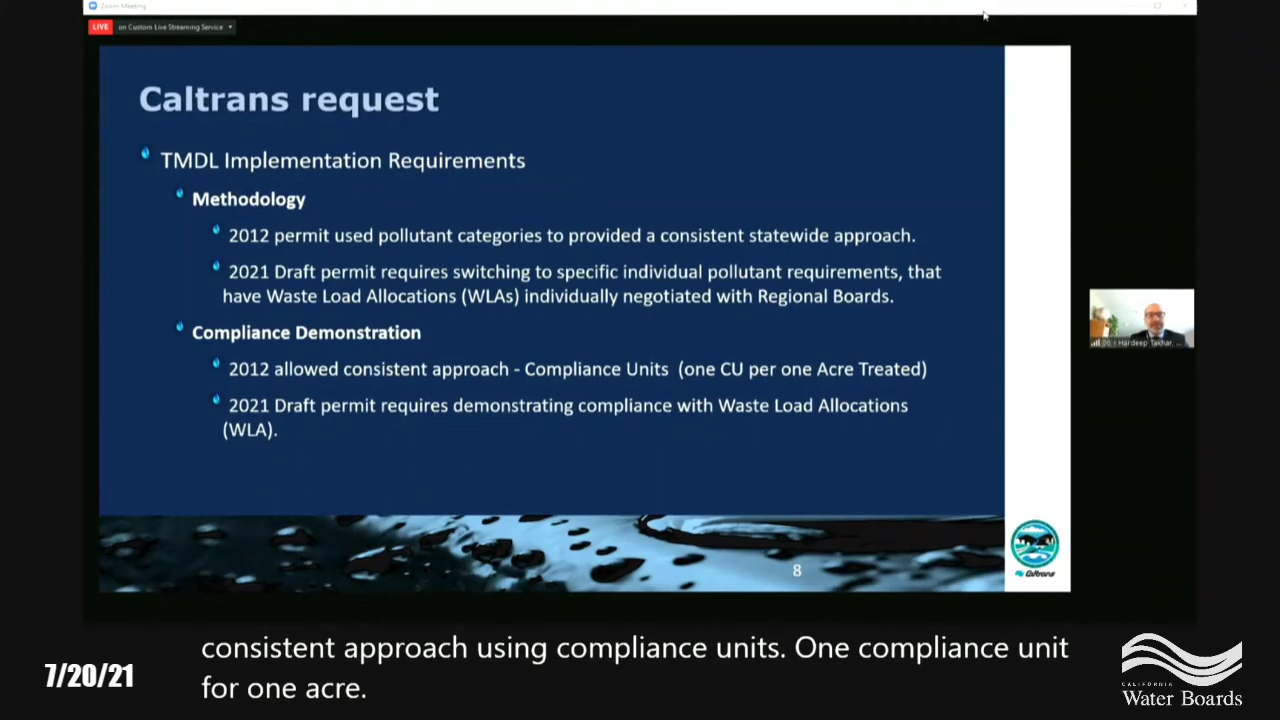 Zoom Meeting
LIVE on Custom Live Streaming Service
Caltrans request
TMDL Implementation Requirements
Methodology
2012 permit used pollutant categories to provided a consistent statewide approach.
2021 Draft permit requires switching to specific individual pollutant requirements, that
have Waste Load Allocations (WLAs) individually negotiated with Regional Boards.
Compliance Demonstration
2012 allowed consistent approach - Compliance Units (one CU per one Acre Treated)
2021 Draft permit requires demonstrating compliance with Waste Load Allocations
(WLA).
Hardeep Takhar,
8
Caltrans
consistent approach using compliance units. One compliance unit
for one acre.
7/20/21
CALIFORNIA
Water Boards